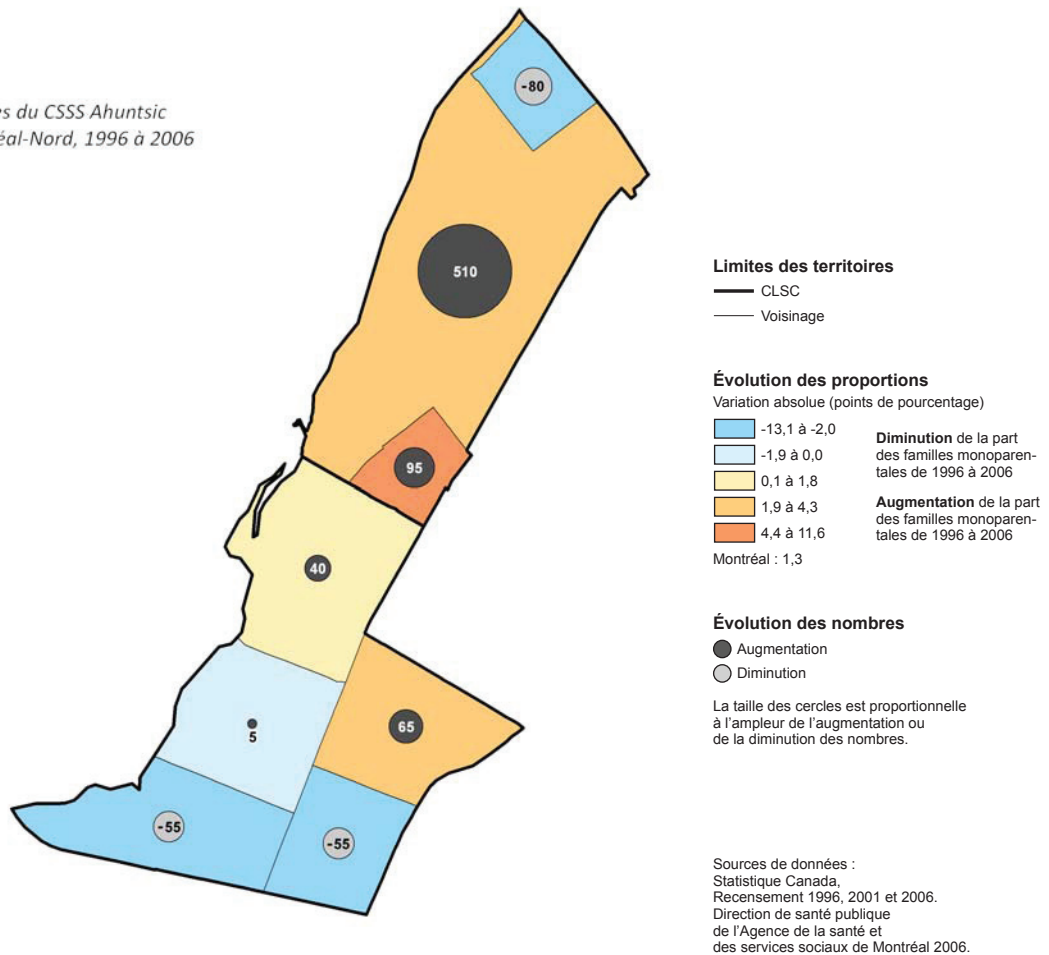 es du CSSS Ahuntsic
éal-Nord, 1996 à 2006
-80
510
95
40
65
5
-55
-55
Limites des territoires
CLSC
Voisinage
Évolution des proportions
Variation absolue (points de pourcentage)
-13,1 à -2,0
-1,9 à 0,0
0,1 à 1,8
1,9 à 4,3
4,4 à 11,6
Diminution de la part
des familles monoparen-
tales de 1996 à 2006
Augmentation de la part
des familles monoparen-
tales de 1996 à 2006
Montréal : 1,3
Évolution des nombres
Augmentation
Diminution
La taille des cercles est proportionnelle
à l'ampleur de l'augmentation ou
de la diminution des nombres.
Sources de données :
Statistique Canada,
Recensement 1996, 2001 et 2006.
Direction de santé publique
de l'Agence de la santé et
des services sociaux de Montréal 2006.